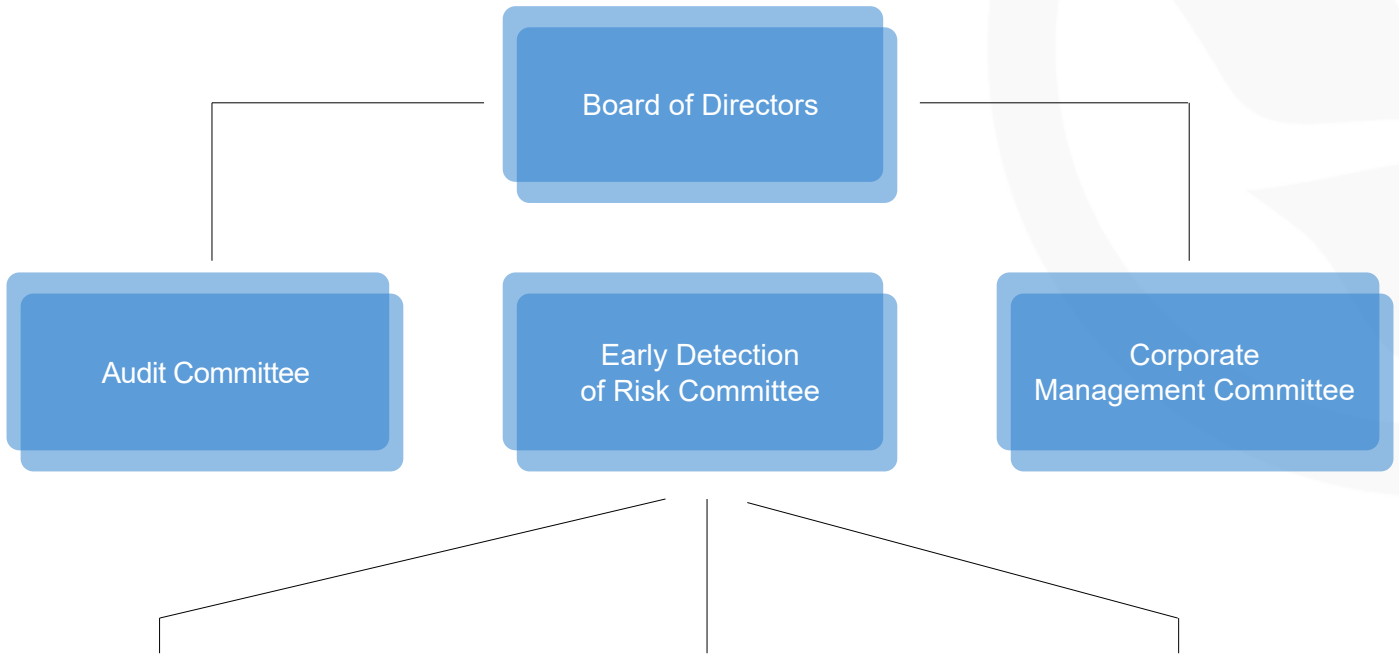 Board of Directors
Audit Committee
Early Detection
of Risk Committee
Corporate
Management Committee